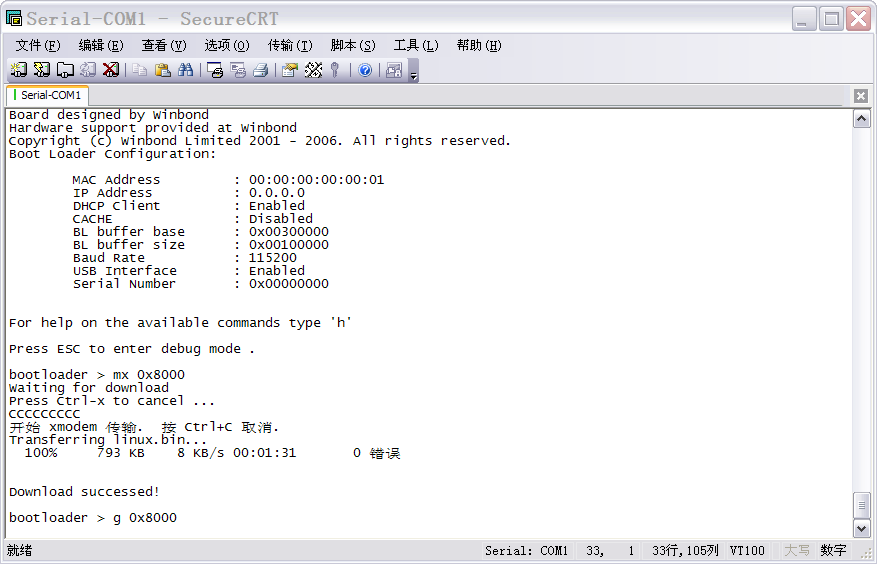 Serial-COM1 - SecureCRT
文件(F) 编辑(E) 查看(V) 选项(O) 传输(T) 脚本(S) 工具(L) 帮助(H)
Serial-COM1
Board designed by Winbond
Hardware support provided at Winbond
Copyright (c) Winbond Limited 2001 - 2006. All rights reserved.
Boot Loader Configuration:
MAC Address : 00:00:00:00:00:01
IP Address : 0.0.0.0
DHCP Client : Enabled
CACHE : Disabled
BL buffer base : 0x00300000
BL buffer size : 0x00100000
Baud Rate : 115200
USB Interface : Enabled
Serial Number : 0x00000000
For help on the available commands type 'h'
Press ESC to enter debug mode .
bootloader > mx 0x8000
Waiting for download
Press Ctrl-x to cancel ...
CCCCCCCCC
开始 xmodem 传输. 按 Ctrl+C 取消.
Transferring linux.bin...
100% 793 KB 8 KB/s 00:01:31 0 错误
Download successed!
bootloader > g 0x8000
就绪 Serial: COM1 33, 1 33行,105列 VT100 大写 数字